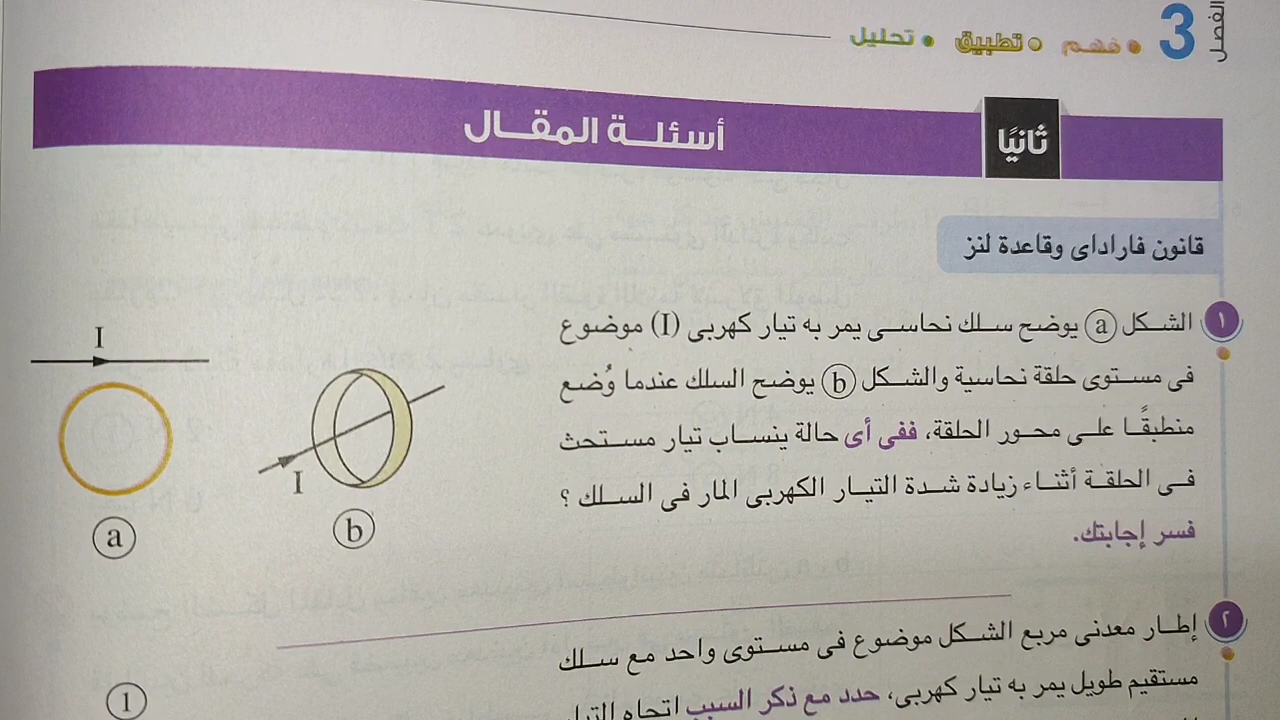 الفصل
3
فهم • تطبيق • تحليل
ثانيًا
أسئلة المقال
قانون فاراداى وقاعدة لنز
١ الشكل (a) يوضح سلك نحاسى يمر به تيار كهربى (I) موضوع
فى مستوى حلقة نحاسية والشكل (b) يوضح السلك عندما وُضع
منطبقًا على محور الحلقة، ففى أى حالة ينساب تيار مستحث
فى الحلقة أثناء زيادة شدة التيار الكهربى المار فى السلك ؟
فسر إجابتك.
I
I
a
b
٢ إطار معدنى مربع الشكل موضوع فى مستوى واحد مع سلك
مستقيم طويل يمر به تيار كهربى، حدد مع ذكر السبب اتجاه التيار
1